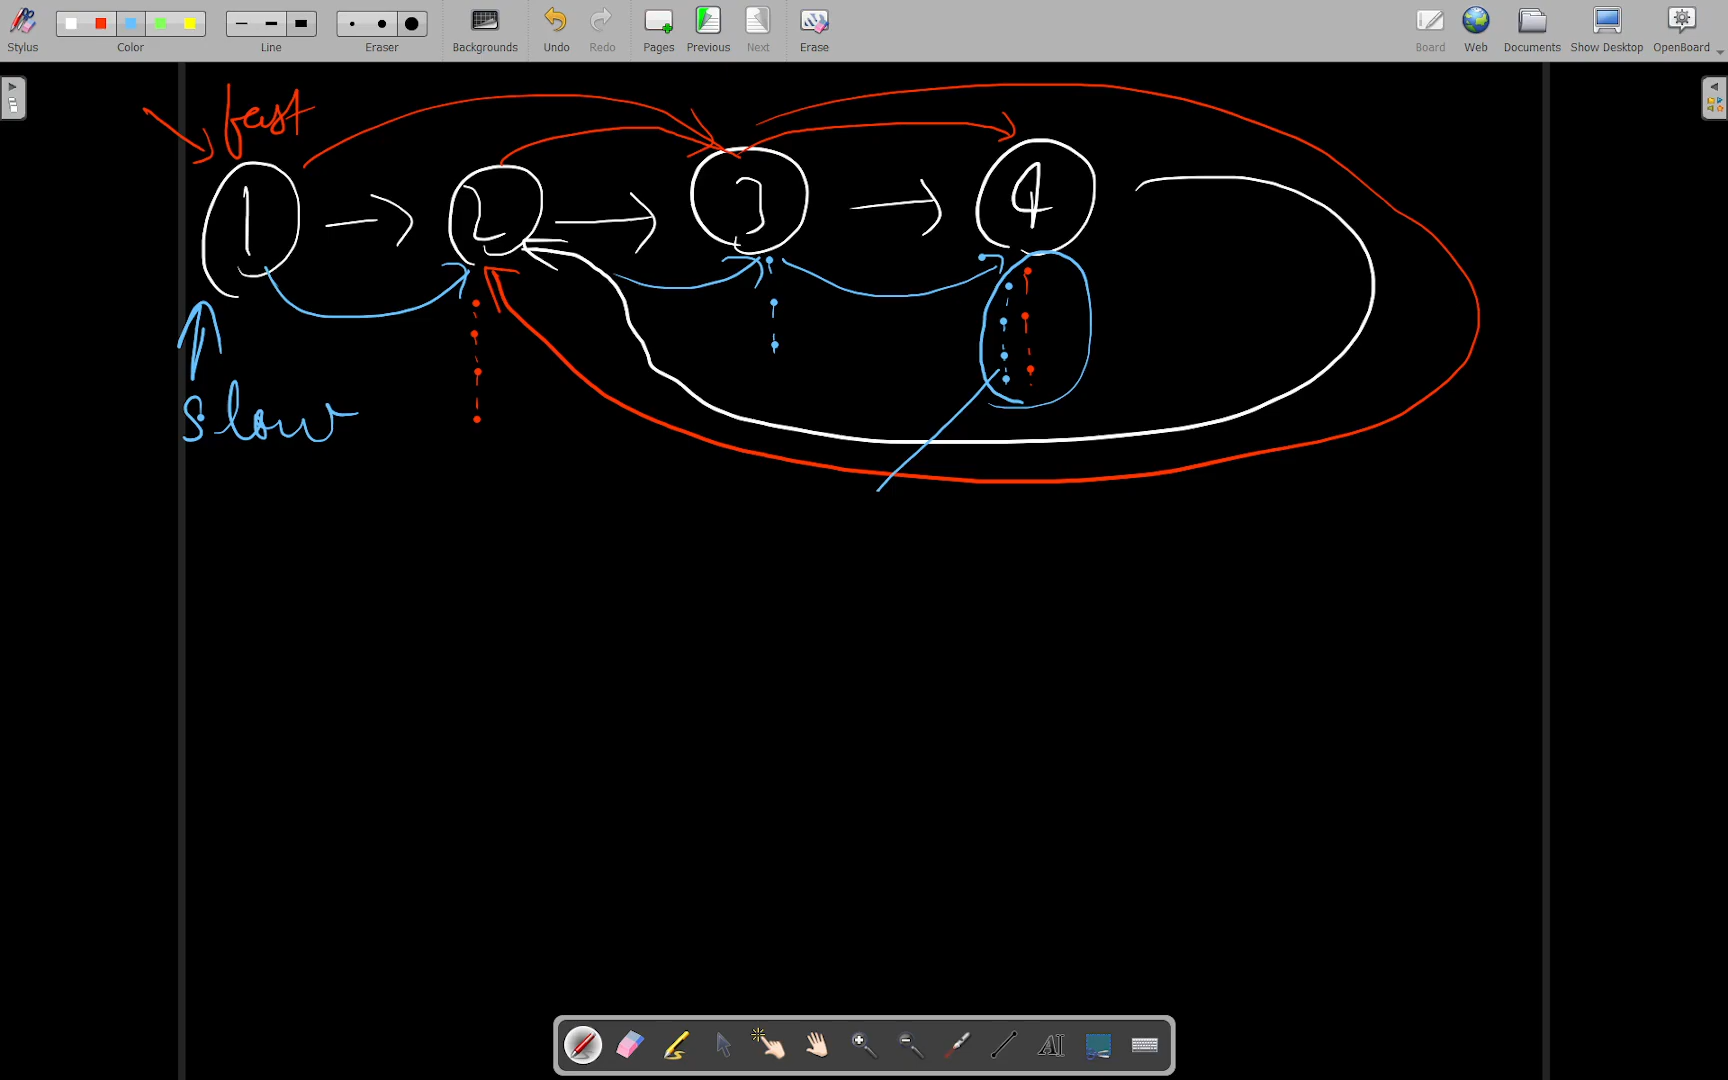 Stylus
Color
Line
Eraser
Backgrounds
Undo
Redo
Pages
Previous
Next
Erase
Board
Web
Documents
Show Desktop
OpenBoard
fast
1 → 2 → 3 → 4
slow
AI